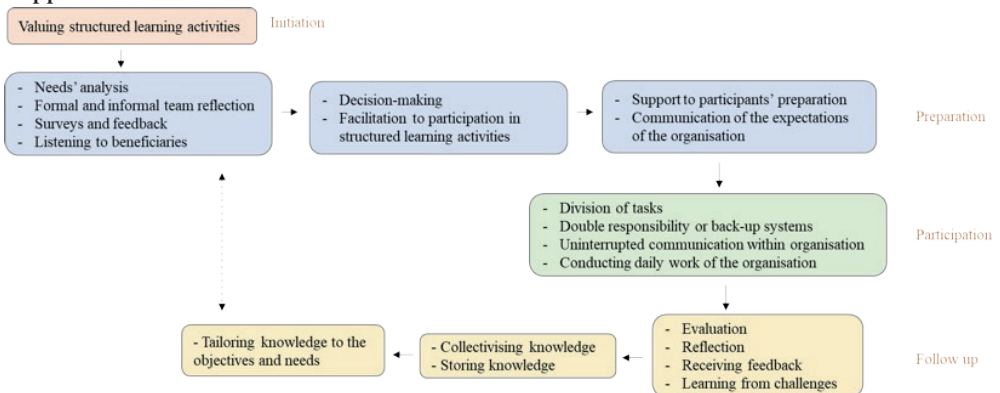 Valuing structured learning activities
Initiation
- Needs' analysis
- Formal and informal team reflection
- Surveys and feedback
- Listening to beneficiaries
- Decision-making
- Facilitation to participation in
structured learning activities
- Support to participants' preparation
- Communication of the expectations
of the organisation
Preparation
- Division of tasks
- Double responsibility or back-up systems
- Uninterrupted communication within organisation
- Conducting daily work of the organisation
Participation
- Evaluation
- Reflection
- Receiving feedback
- Learning from challenges
- Collectivising knowledge
- Storing knowledge
- Tailoring knowledge to the
objectives and needs
Follow up